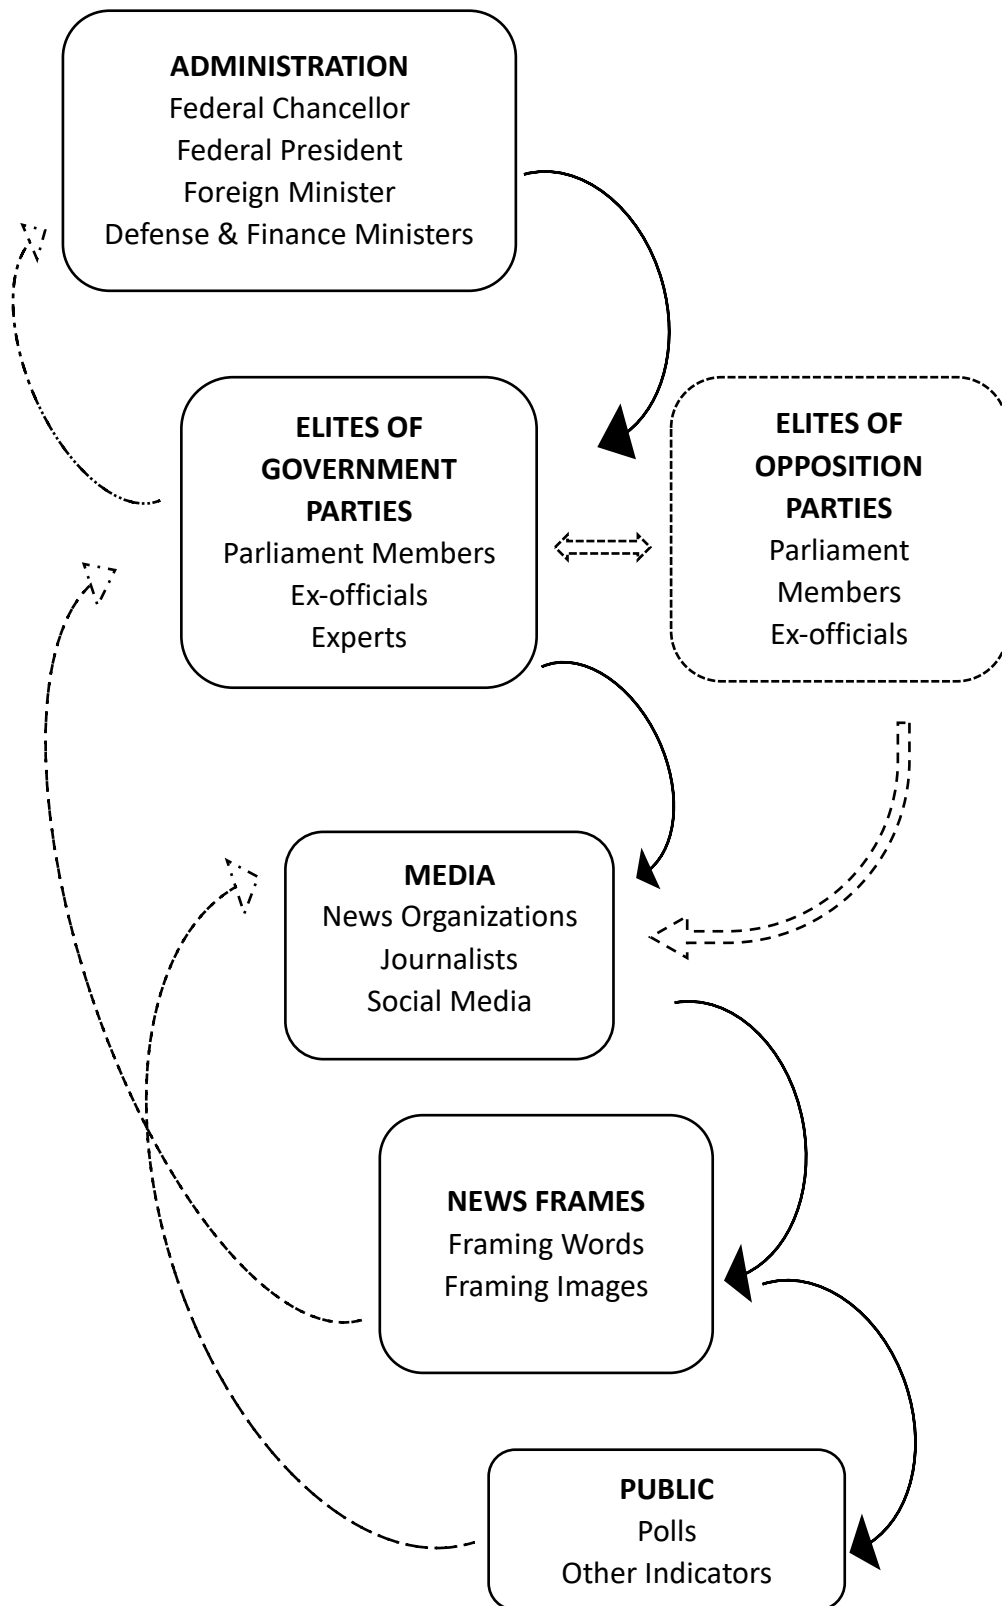 ADMINISTRATION
Federal Chancellor
Federal President
Foreign Minister
Defense & Finance Ministers
ELITES OF
GOVERNMENT
PARTIES
Parliament Members
Ex-officials
Experts
ELITES OF
OPPOSITION
PARTIES
Parliament
Members
Ex-officials
MEDIA
News Organizations
Journalists
Social Media
NEWS FRAMES
Framing Words
Framing Images
PUBLIC
Polls
Other Indicators